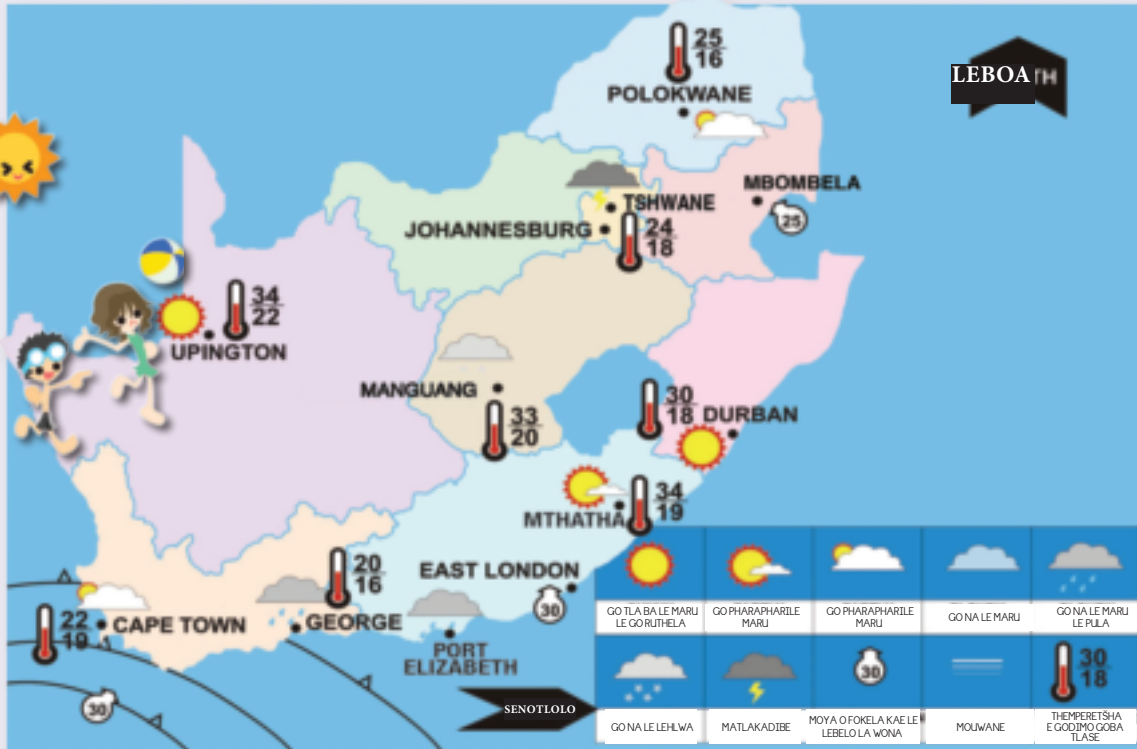 25
16
LEBOA TH
POLOKWANE
MBOMBELA
TSHWANE
25
JOHANNESBURG
24
18
34
22
UPINGTON
MANGUANG
33
20
30
18
DURBAN
34
19
MTHATHA
20
16
EAST LONDON
30
22
19
CAPE TOWN
GEORGE
PORT
ELIZABETH
30
SENOTLOLO
GO TLA BA LE MARU
LE GO RUTHELA
GO PHARAPHARILE
MARU
GO PHARAPHARILE
MARU
GO NA LE MARU
GO NA LE MARU
LE PULA
30
30
18
GO NA LE LEHLWA
MATLAKADIBE
MOYA O FOKELA KAE LE
LEBELO LA WONA
MOUWANE
THEMPERETŠHA
E GODIMO GOBA
TLASE